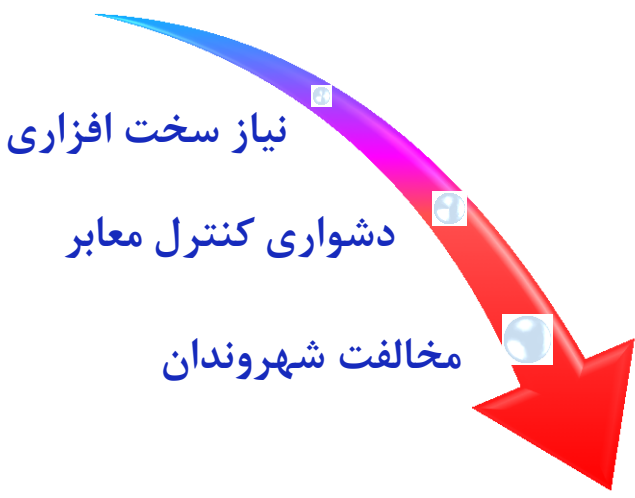 نیاز سخت افزاری
دشواری کنترل معابر
مخالفت شهروندان